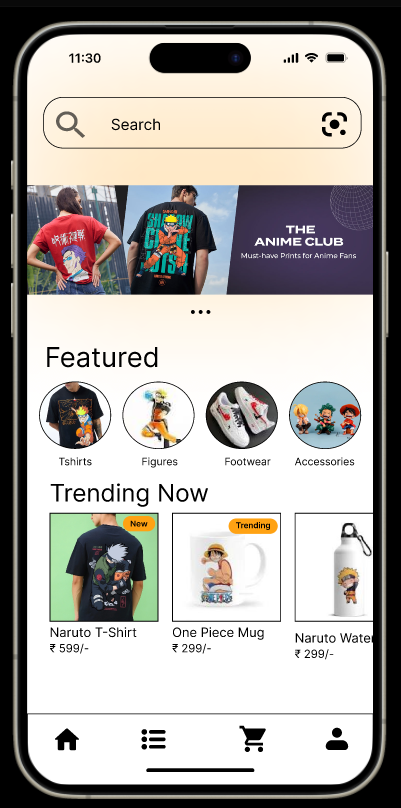 11:30
Search
THE
ANIME CLUB
Must-have Prints for Anime Fans
Featured
Tshirts
Figures
Footwear
Accessories
Trending Now
New
Trending
Naruto T-Shirt
₹ 599/-
One Piece Mug
₹ 299/-
Naruto Water
₹ 299/-